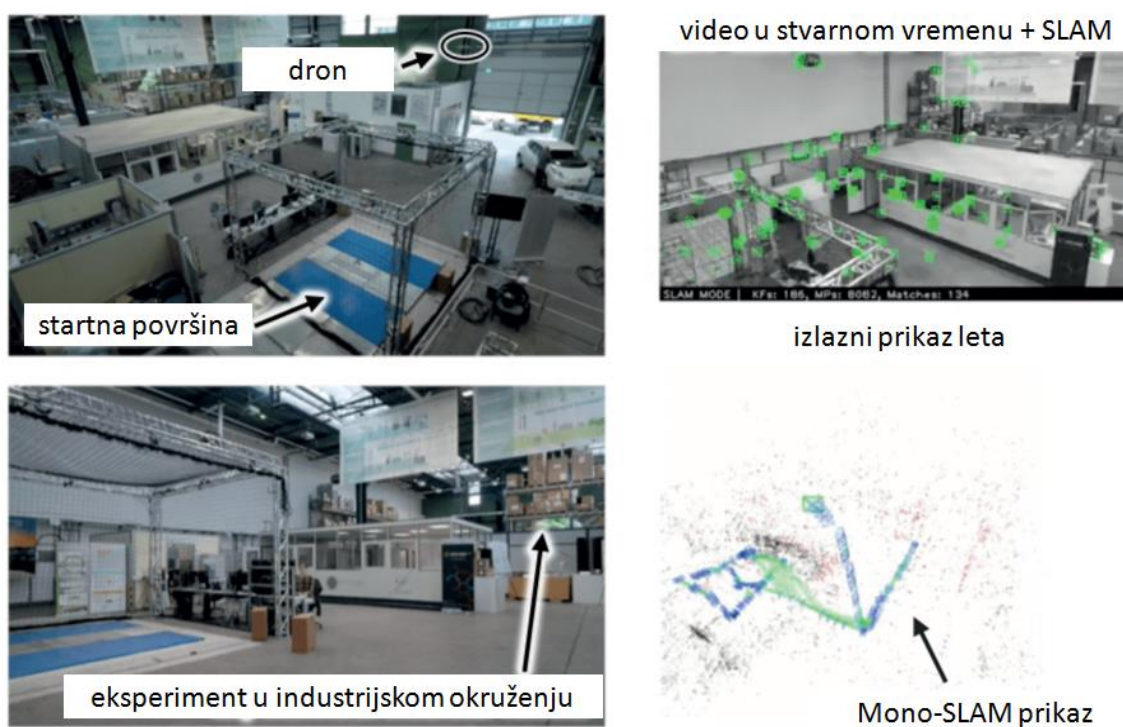 dron
startna površina
video u stvarnom vremenu + SLAM
SLAM MODE | KFs: 186, MPs: 8082, Matches: 134
izlazni prikaz leta
eksperiment u industrijskom okruženju
Mono-SLAM prikaz